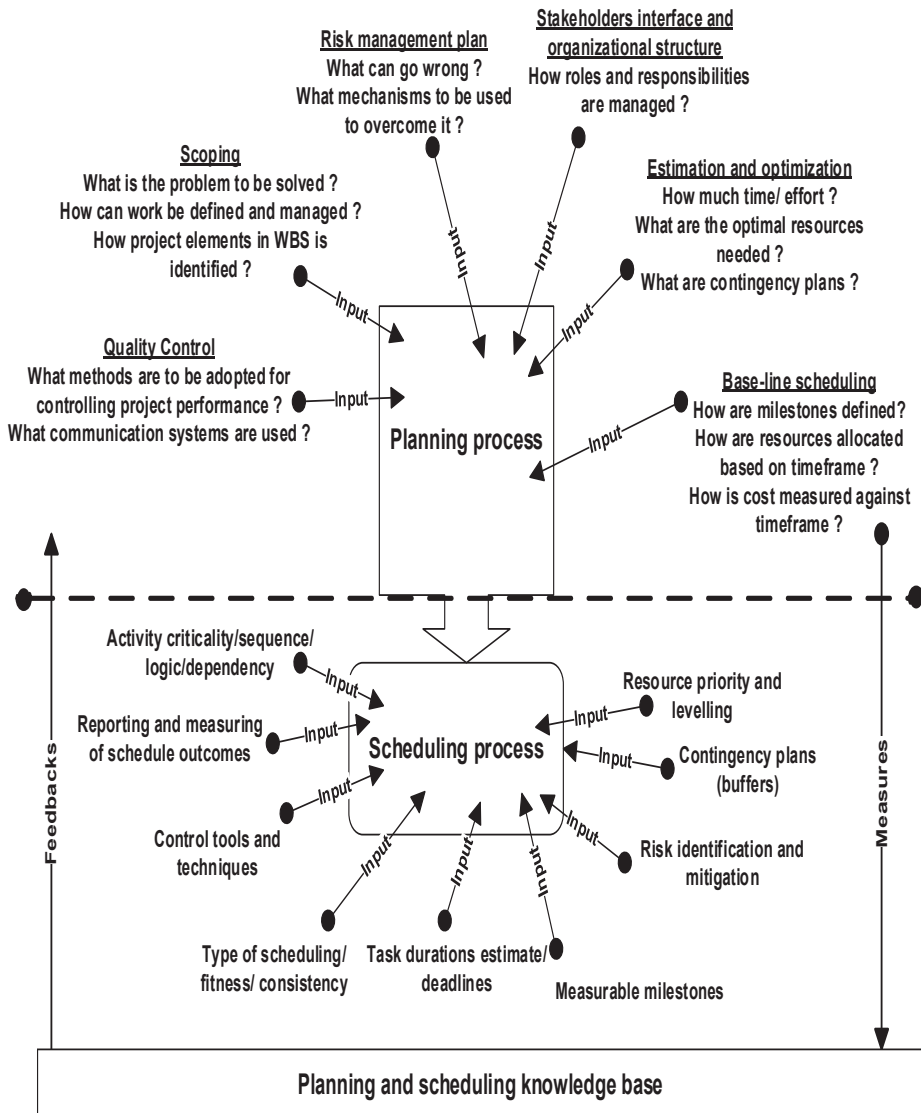 Stakeholders interface and
organizational structure
How roles and responsibilities
are managed ?
Risk management plan
What can go wrong ?
What mechanisms to be used
to overcome it ?
Scoping
What is the problem to be solved ?
How can work be defined and managed ?
How project elements in WBS is
identified ?
Estimation and optimization
How much time/ effort ?
What are the optimal resources
needed ?
What are contingency plans ?
Input
Input
Input
Input
Quality Control
What methods are to be adopted for
controlling project performance ?
What communication systems are used ?
Input
Planning process
Input
Base-line scheduling
How are milestones defined?
How are resources allocated
based on timeframe ?
How is cost measured against
timeframe ?
Activity criticality/sequence/
logic/dependency
Input
Reporting and measuring
of schedule outcomes
Input
Control tools and
techniques
Input
Scheduling process
Resource priority and
levelling
Input
Contingency plans
(buffers)
Input
Risk identification and
mitigation
Input
Input
Input
Input
Type of scheduling/
fitness/ consistency
Task durations estimate/
deadlines
Measurable milestones
Feedbacks
Measures
Planning and scheduling knowledge base